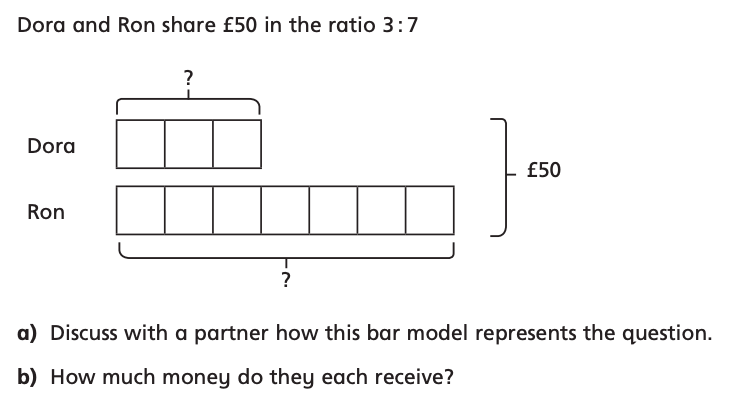 Dora and Ron share £50 in the ratio 3 : 7
?
Dora
£50
Ron
?
a) Discuss with a partner how this bar model represents the question.
b) How much money do they each receive?